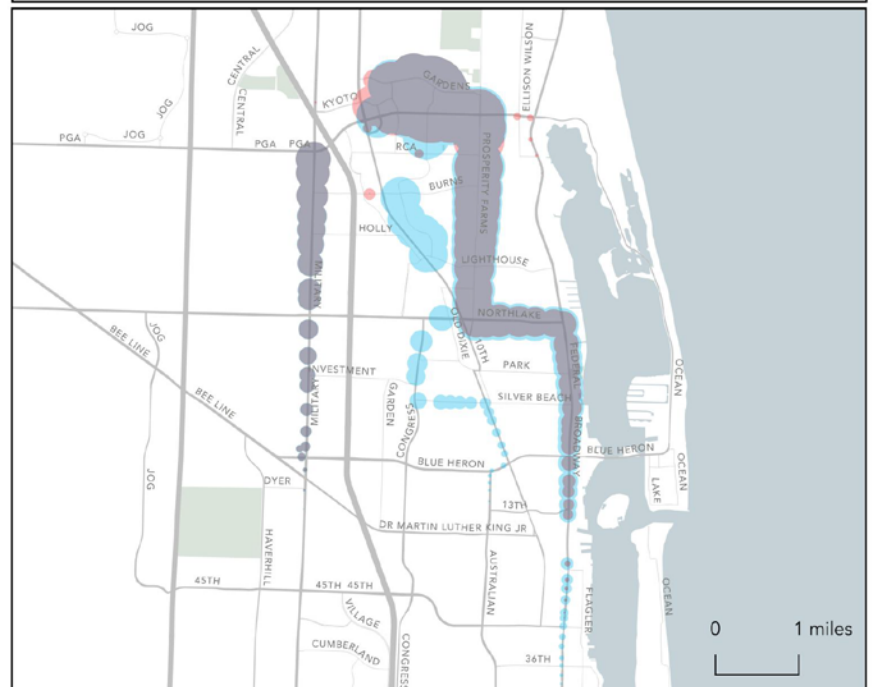 JOG
ELLISON WILSON
CENTRAL
GARDENS
KYOTO
CENTRAL
JOG
PGA
JOG
PGA
PGA
RCA
PROSPERITY FARMS
BURNS
HOLLY
LIGHTHOUSE
MILITARY
NORTHLAKE
OLD DIXIE
JOG
BEE LINE
10TH
FEDERAL
PARK
OCEAN
NVESTMENT
BEE LINE
MILITARY
GARDEN
CONGRESS
SILVER BEACH
BROADWAY
BLUE HERON
BLUE HERON
OCEAN
JOG
DYER
LAKE
13TH
DR MARTIN LUTHER KING JR
HAVERHILL
AUSTRALIAN
45TH
45TH
45TH
FLAGLER
OCEAN
VILLAGE
0
1 miles
CUMBERLAND
CONGRES
36TH